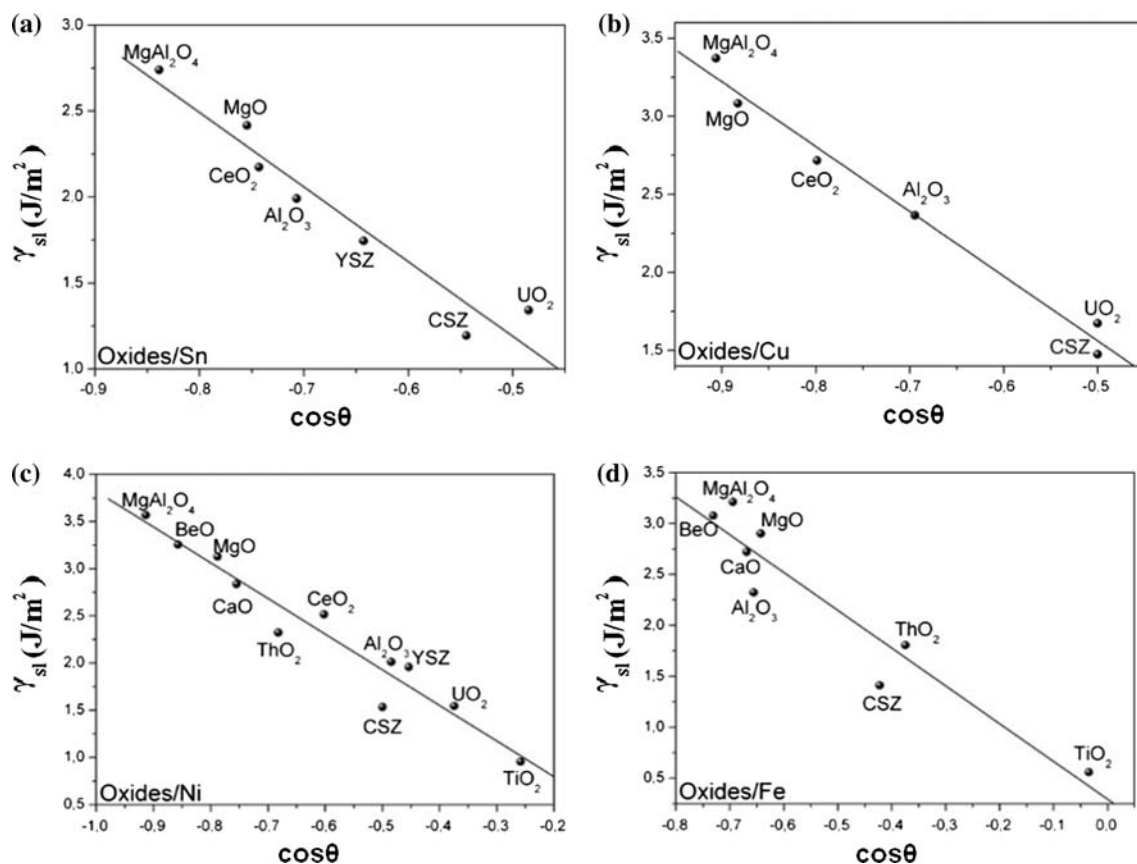 (a)
γsl (J/m²)
3.0
2.5
2.0
1.5
1.0
MgAl₂O₄
MgO
CeO₂
Al₂O₃
YSZ
UO₂
CSZ
Oxides/Sn
-0,9 -0,8 -0,7 -0,6 -0,5
cosθ
(b)
γsl (J/m²)
3.5
3.0
2.5
2.0
1.5
MgAl₂O₄
MgO
CeO₂
Al₂O₃
UO₂
CSZ
Oxides/Cu
-0,9 -0,8 -0,7 -0,6 -0,5
cosθ
(c)
γsl (J/m²)
4.0
3.5
3.0
2.5
2.0
1.5
1.0
0.5
MgAl₂O₄
BeO
MgO
CaO
CeO₂
ThO₂
Al₂O₃
YSZ
UO₂
CSZ
TiO₂
Oxides/Ni
-1,0 -0,9 -0,8 -0,7 -0,6 -0,5 -0,4 -0,3 -0,2
cosθ
(d)
γsl (J/m²)
3.5
3.0
2.5
2.0
1.5
1.0
0.5
MgAl₂O₄
BeO
MgO
CaO
Al₂O₃
ThO₂
CSZ
TiO₂
Oxides/Fe
-0.8 -0,7 -0,6 -0,5 -0,4 -0,3 -0,2 -0,1 0,0
cosθ